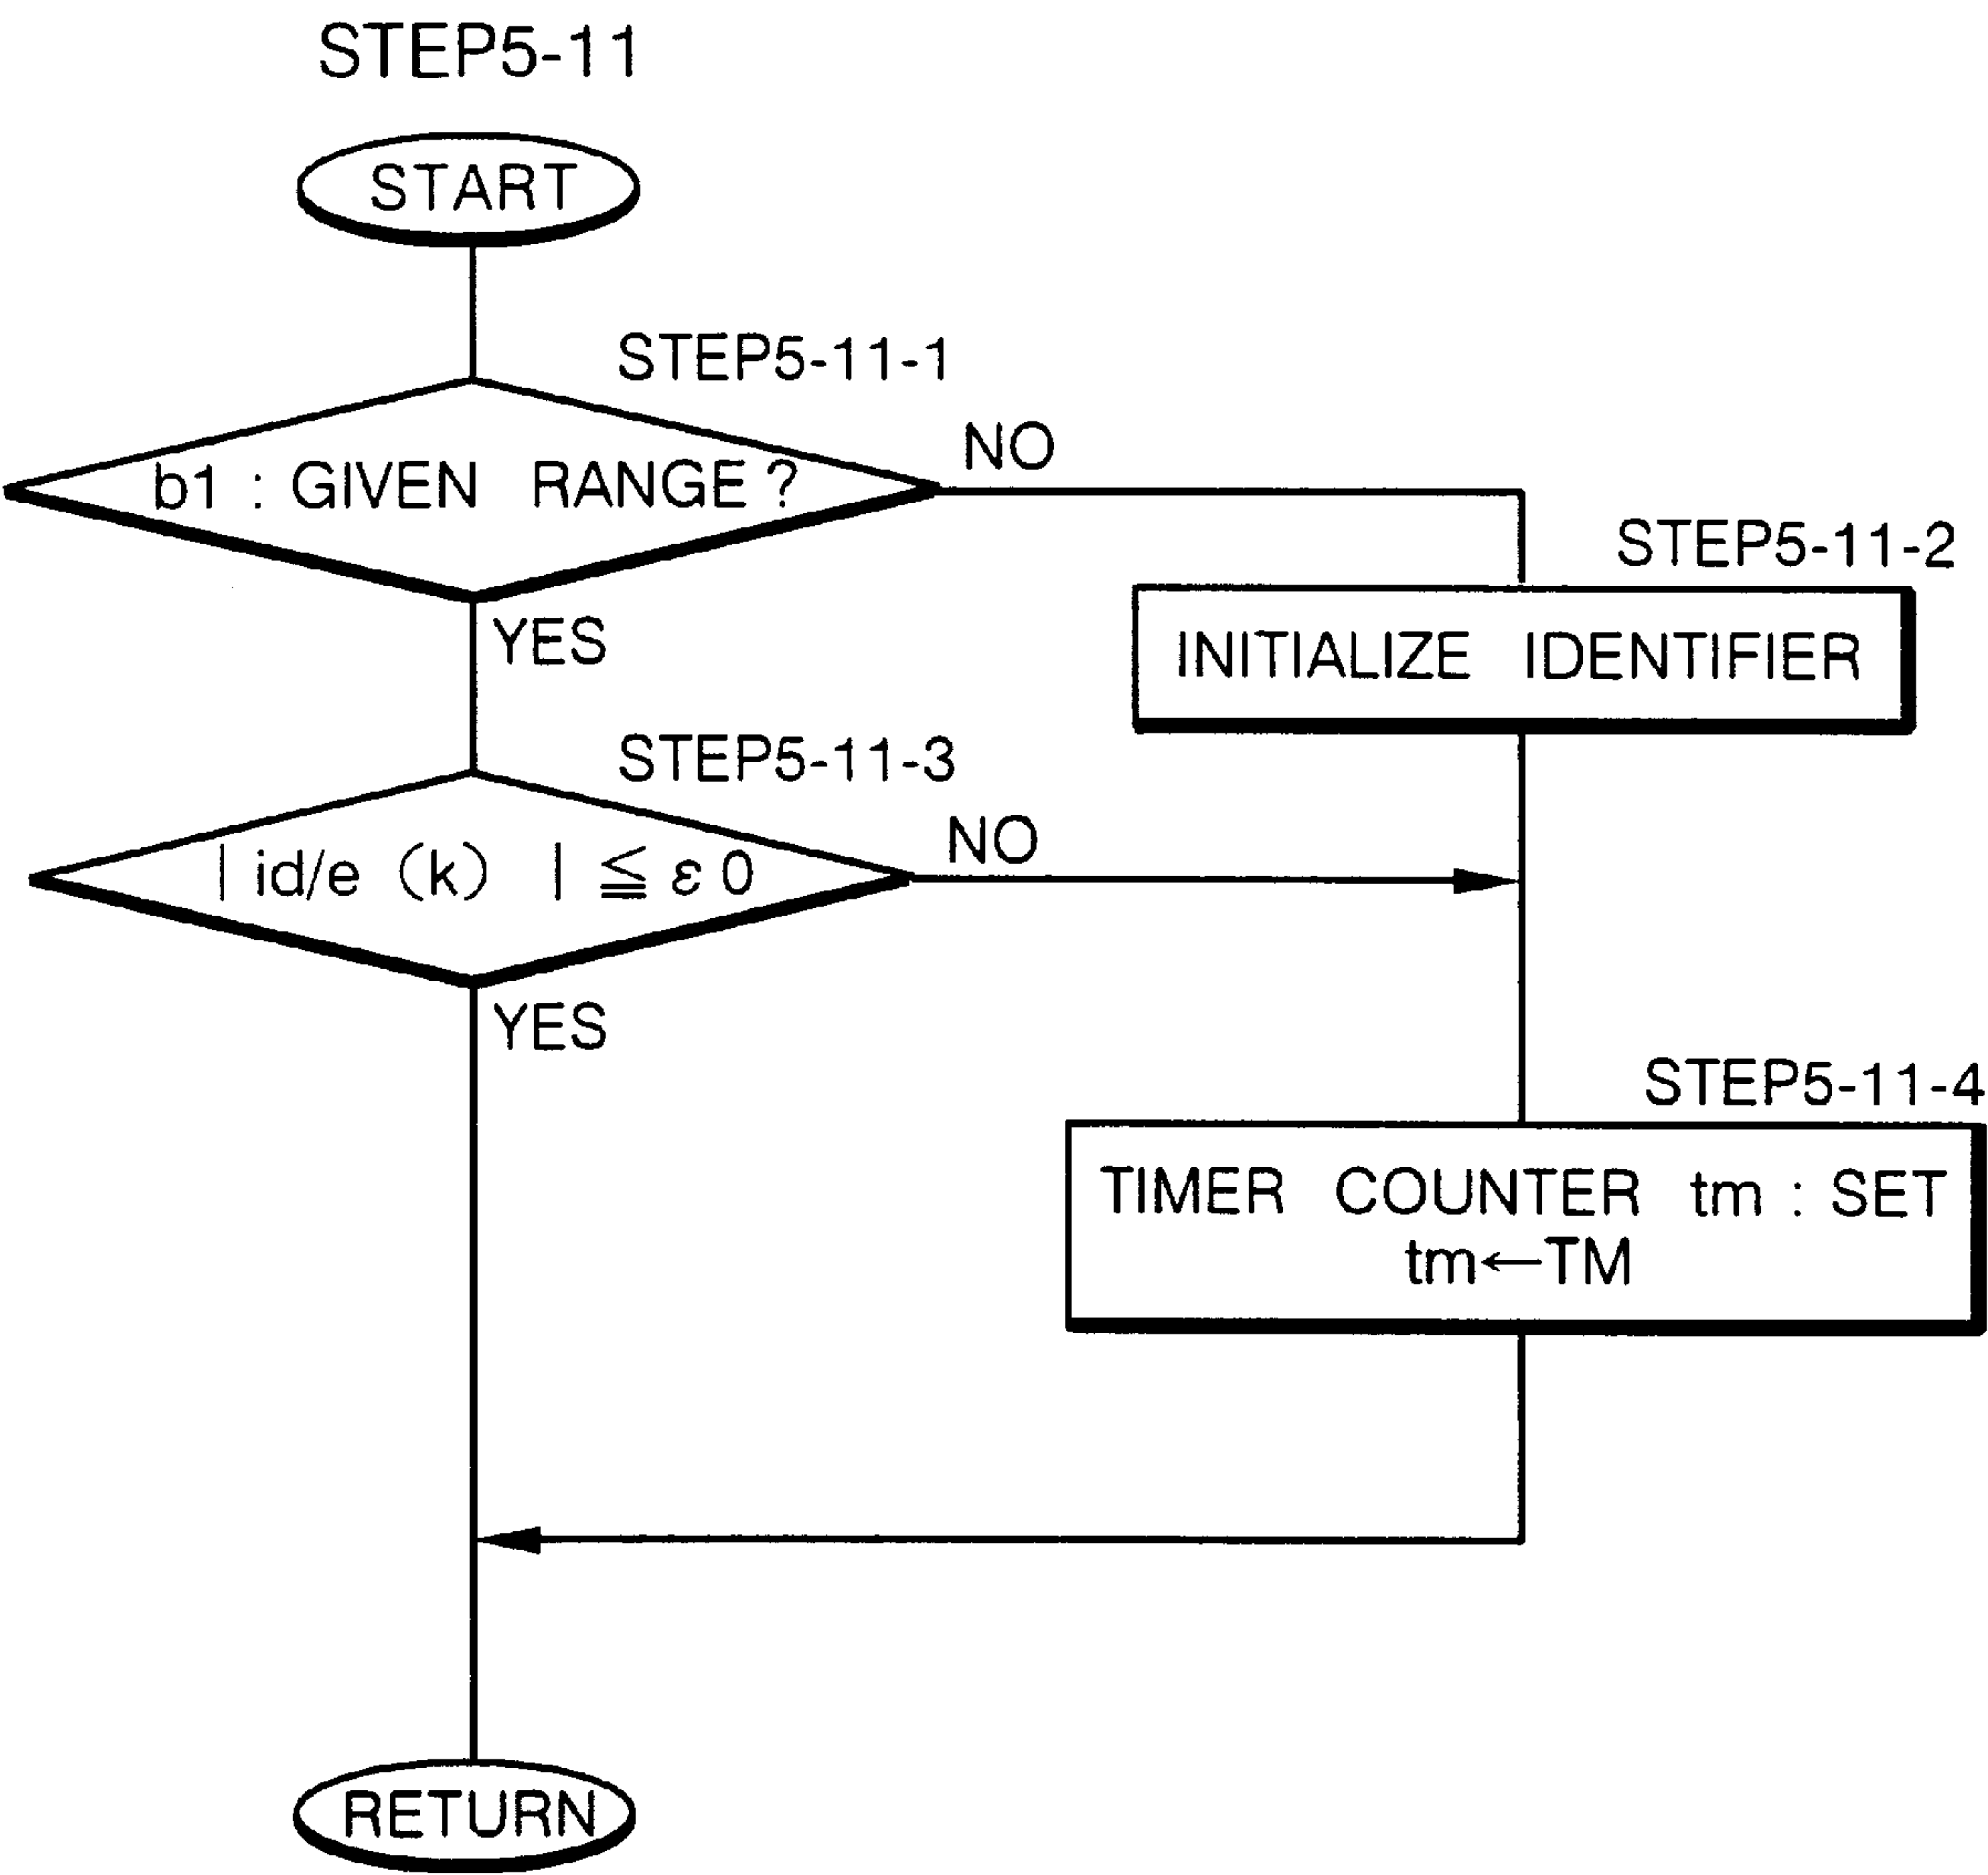 STEP5-11
START
STEP5-11-1
b1 : GIVEN RANGE ?
NO
YES
STEP5-11-2
INITIALIZE IDENTIFIER
STEP5-11-3
| id/e (k) | ≦ ε 0
NO
YES
STEP5-11-4
TIMER COUNTER tm : SET
tm←TM
RETURN